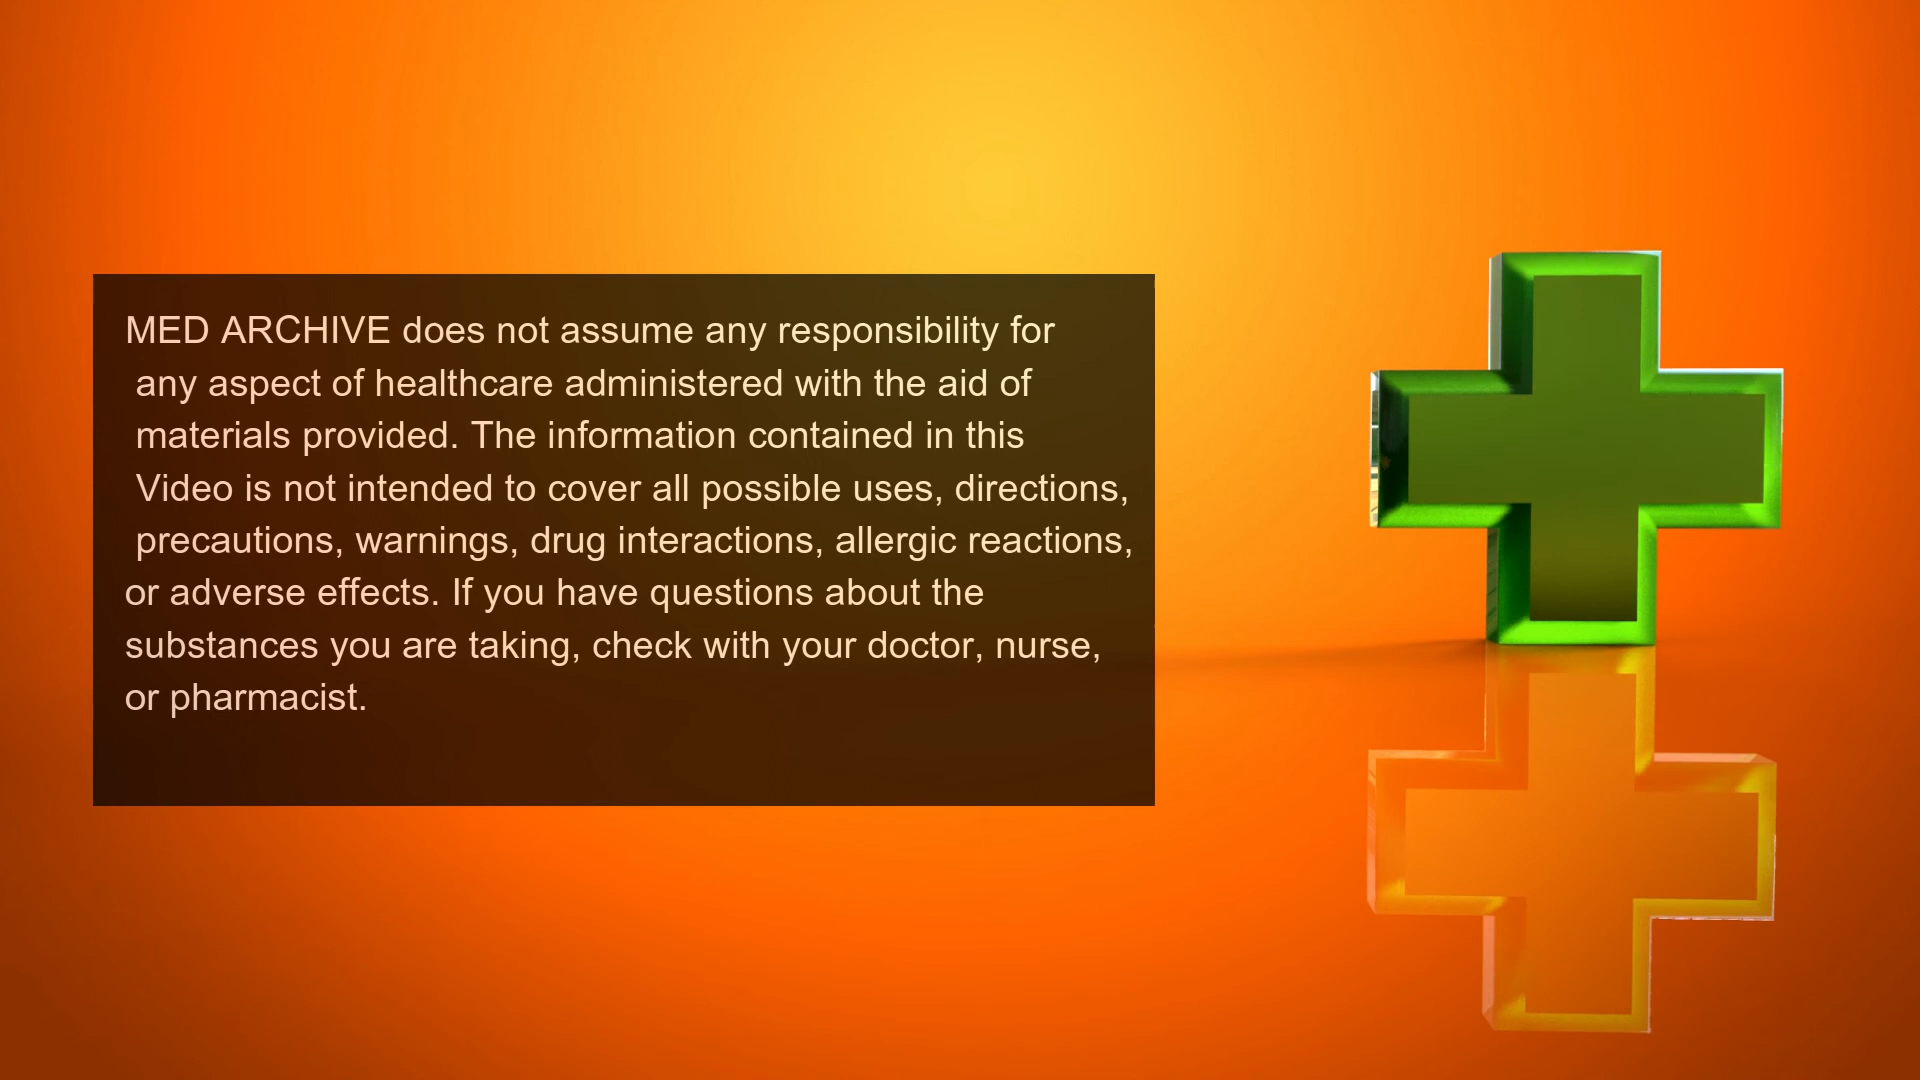 MED ARCHIVE does not assume any responsibility for
any aspect of healthcare administered with the aid of
materials provided. The information contained in this
Video is not intended to cover all possible uses, directions,
precautions, warnings, drug interactions, allergic reactions,
or adverse effects. If you have questions about the
substances you are taking, check with your doctor, nurse,
or pharmacist.